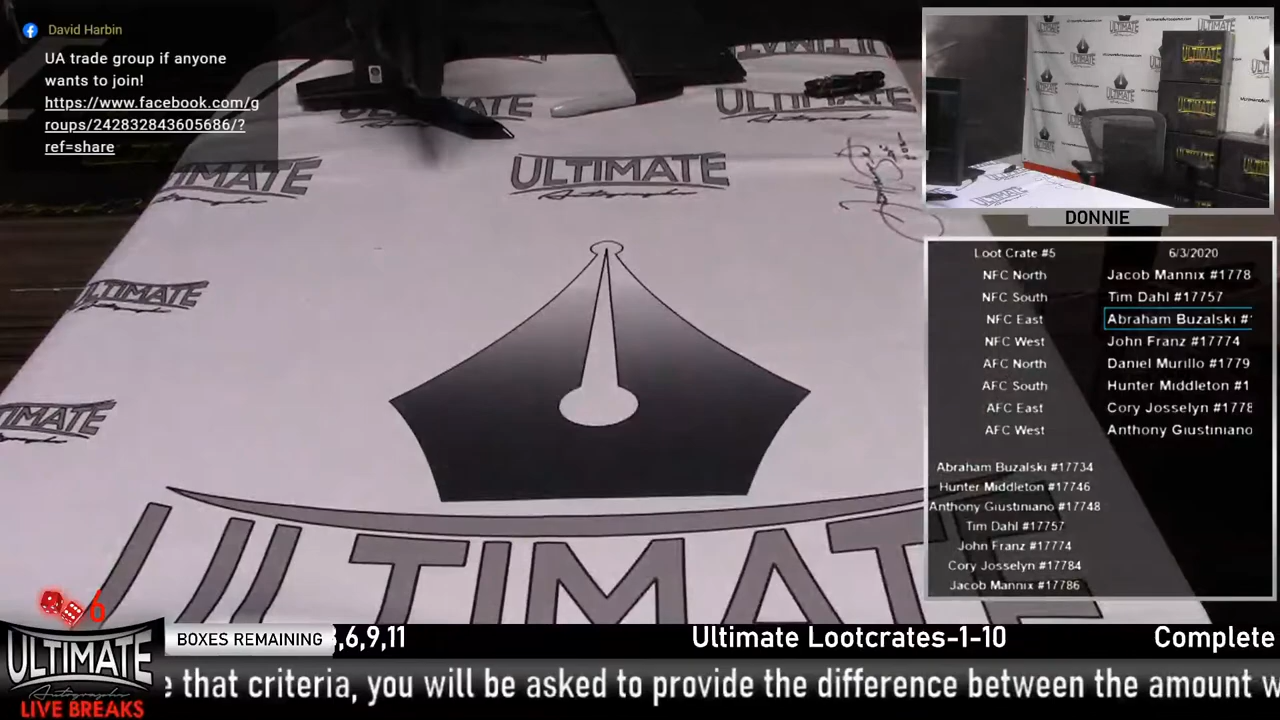 David Harbin
UA trade group if anyone
wants to join!
https://www.facebook.com/g
roups/242832843605686/?
ref=share
ULTIMATE
ULTIMATE
ULTIMATE
ULTIMATE
ULTIMATE
ULTIMATE
DONNIE
Loot Crate #5 6/3/2020
NFC North Jacob Mannix #1778
NFC South Tim Dahl #17757
NFC East Abraham Buzalski #
NFC West John Franz #17774
AFC North Daniel Murillo #1779
AFC South Hunter Middleton #1
AFC East Cory Josselyn #1778
AFC West Anthony Giustiniano
Abraham Buzalski #17734
Hunter Middleton #17746
Anthony Giustiniano #17748
Tim Dahl #17757
John Franz #17774
Cory Josselyn #17784
Jacob Mannix #17786
ULTIMATE
6
ULTIMATE
Autographs
LIVE BREAKS
BOXES REMAINING ,6,9,11 Ultimate Lootcrates-1-10 Complete
e that criteria, you will be asked to provide the difference between the amount w